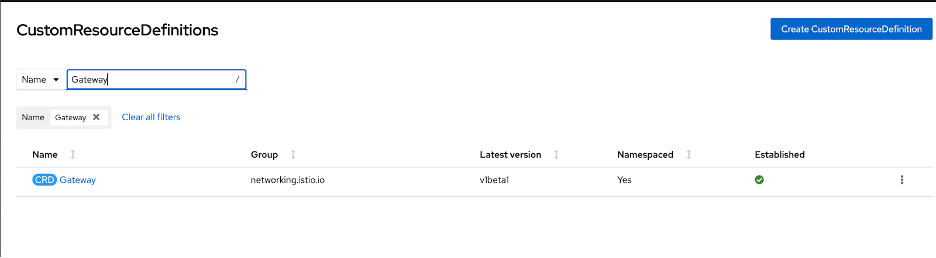 CustomResourceDefinitions
Create CustomResourceDefinition
Name Gateway /
Name Gateway Clear all filters
Name Group Latest version Namespaced Established
CRD Gateway networking.istio.io v1beta1 Yes